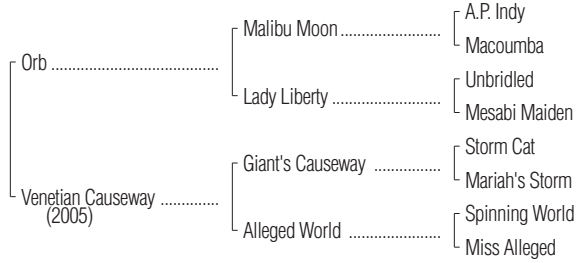 A.P. Indy
Malibu Moon
Macoumba
Orb
Unbridled
Lady Liberty
Mesabi Maiden
Storm Cat
Giant's Causeway
Mariah's Storm
Venetian Causeway
(2005)
Spinning World
Alleged World
Miss Alleged